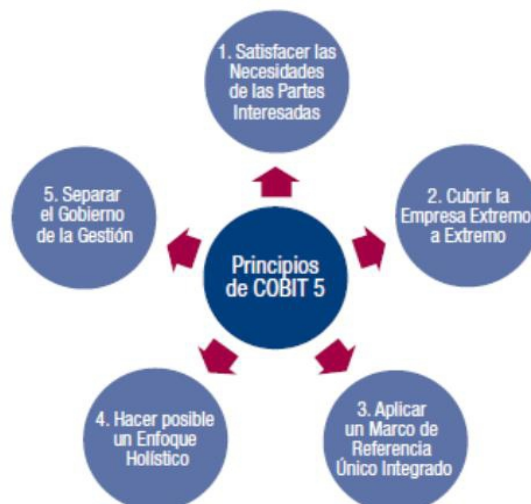 1. Satisfacer las
Necesidades
de las Partes
Interesadas
5. Separar
el Gobierno
de la Gestión
2. Cubrir la
Empresa Extremo
a Extremo
Principios
de COBIT 5
4. Hacer posible
un Enfoque
Holístico
3. Aplicar
un Marco de
Referencia
Único Integrado